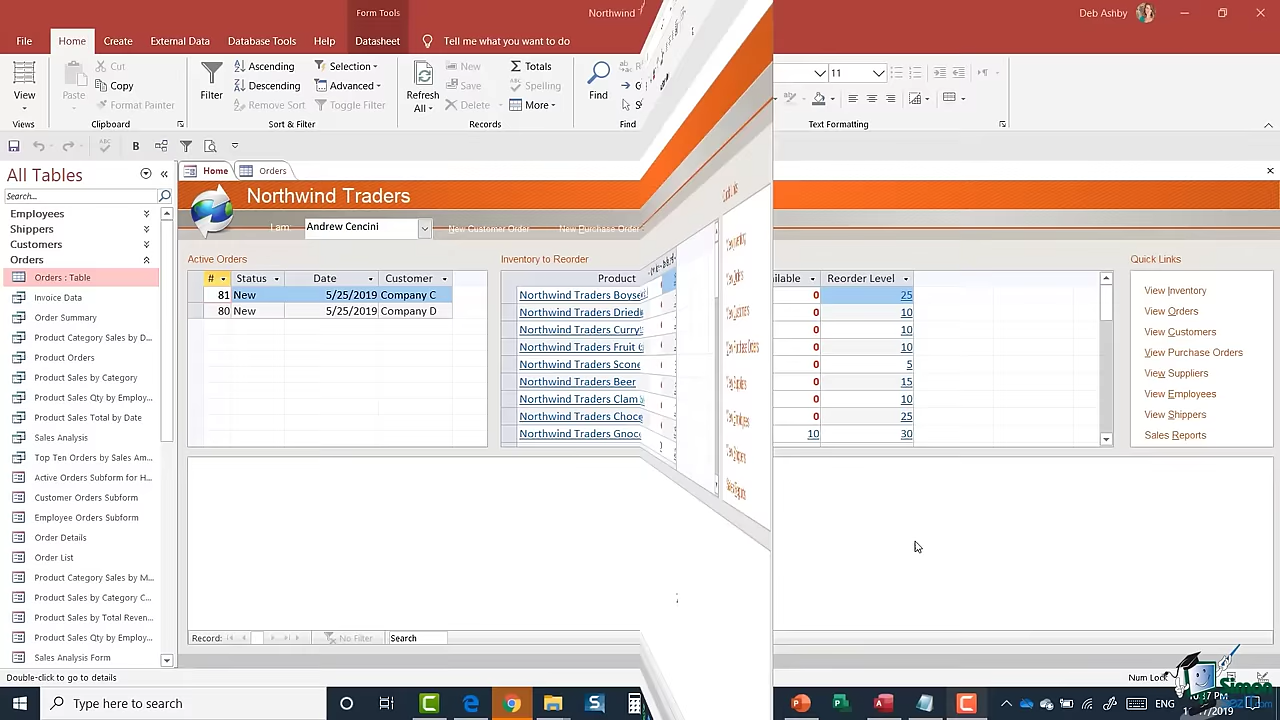 Form Tools
Northwind
Deb Ashby
File
Home
Create
External Data
Database Tools
Help
Datasheet
Tell me what you want to do
View
Views
Paste
Cut
Copy
Format Painter
Clipboard
Filter
Ascending
Descending
Remove Sort
Selection
Advanced
Toggle Filter
Sort & Filter
Refresh
All
New
Save
Delete
Totals
Spelling
More
Records
Find
Find
11
Text Formatting
B
All Tables
Search...
Employees
Shippers
Customers
Orders
Orders : Table
Invoice Data
Order Summary
Product Category Sales by D...
Product Orders
Product Sales by Category
Product Sales Qty by Employ...
Product Sales Total by Date
Sales Analysis
Top Ten Orders by Sales Am...
Active Orders Subform for H...
Customer Orders Subform
Employee Orders Subform
Order Details
Order List
Product Category Sales by M...
Product Sales by Category C...
Product Sales by Total Reven...
Product Sales Qty by Employ...
Sales Analysis Form
Home
Orders
Northwind Traders
I am:
Andrew Cencini
New Customer Order
New Purchase Order
Active Orders
# Status Date Customer
81 New 5/25/2019 Company C
80 New 5/25/2019 Company D
Inventory to Reorder
Product
Reorder Level
Northwind Traders
0 25
Northwind Traders
0 10
Northwind Traders Curry
0 10
Northwind Traders Fruit
0 10
Northwind Traders
0 5
Northwind Traders Beer
0 15
Northwind Traders Clam
0 10
Northwind Traders
0 25
Northwind Traders
10 30
Quick Links
View Inventory
View Orders
View Customers
View Purchase Orders
View Suppliers
View Employees
View Shippers
Sales Reports
Record:
No Filter
Search
Double-click to go to details
Num Lock
Type here to search
ENG